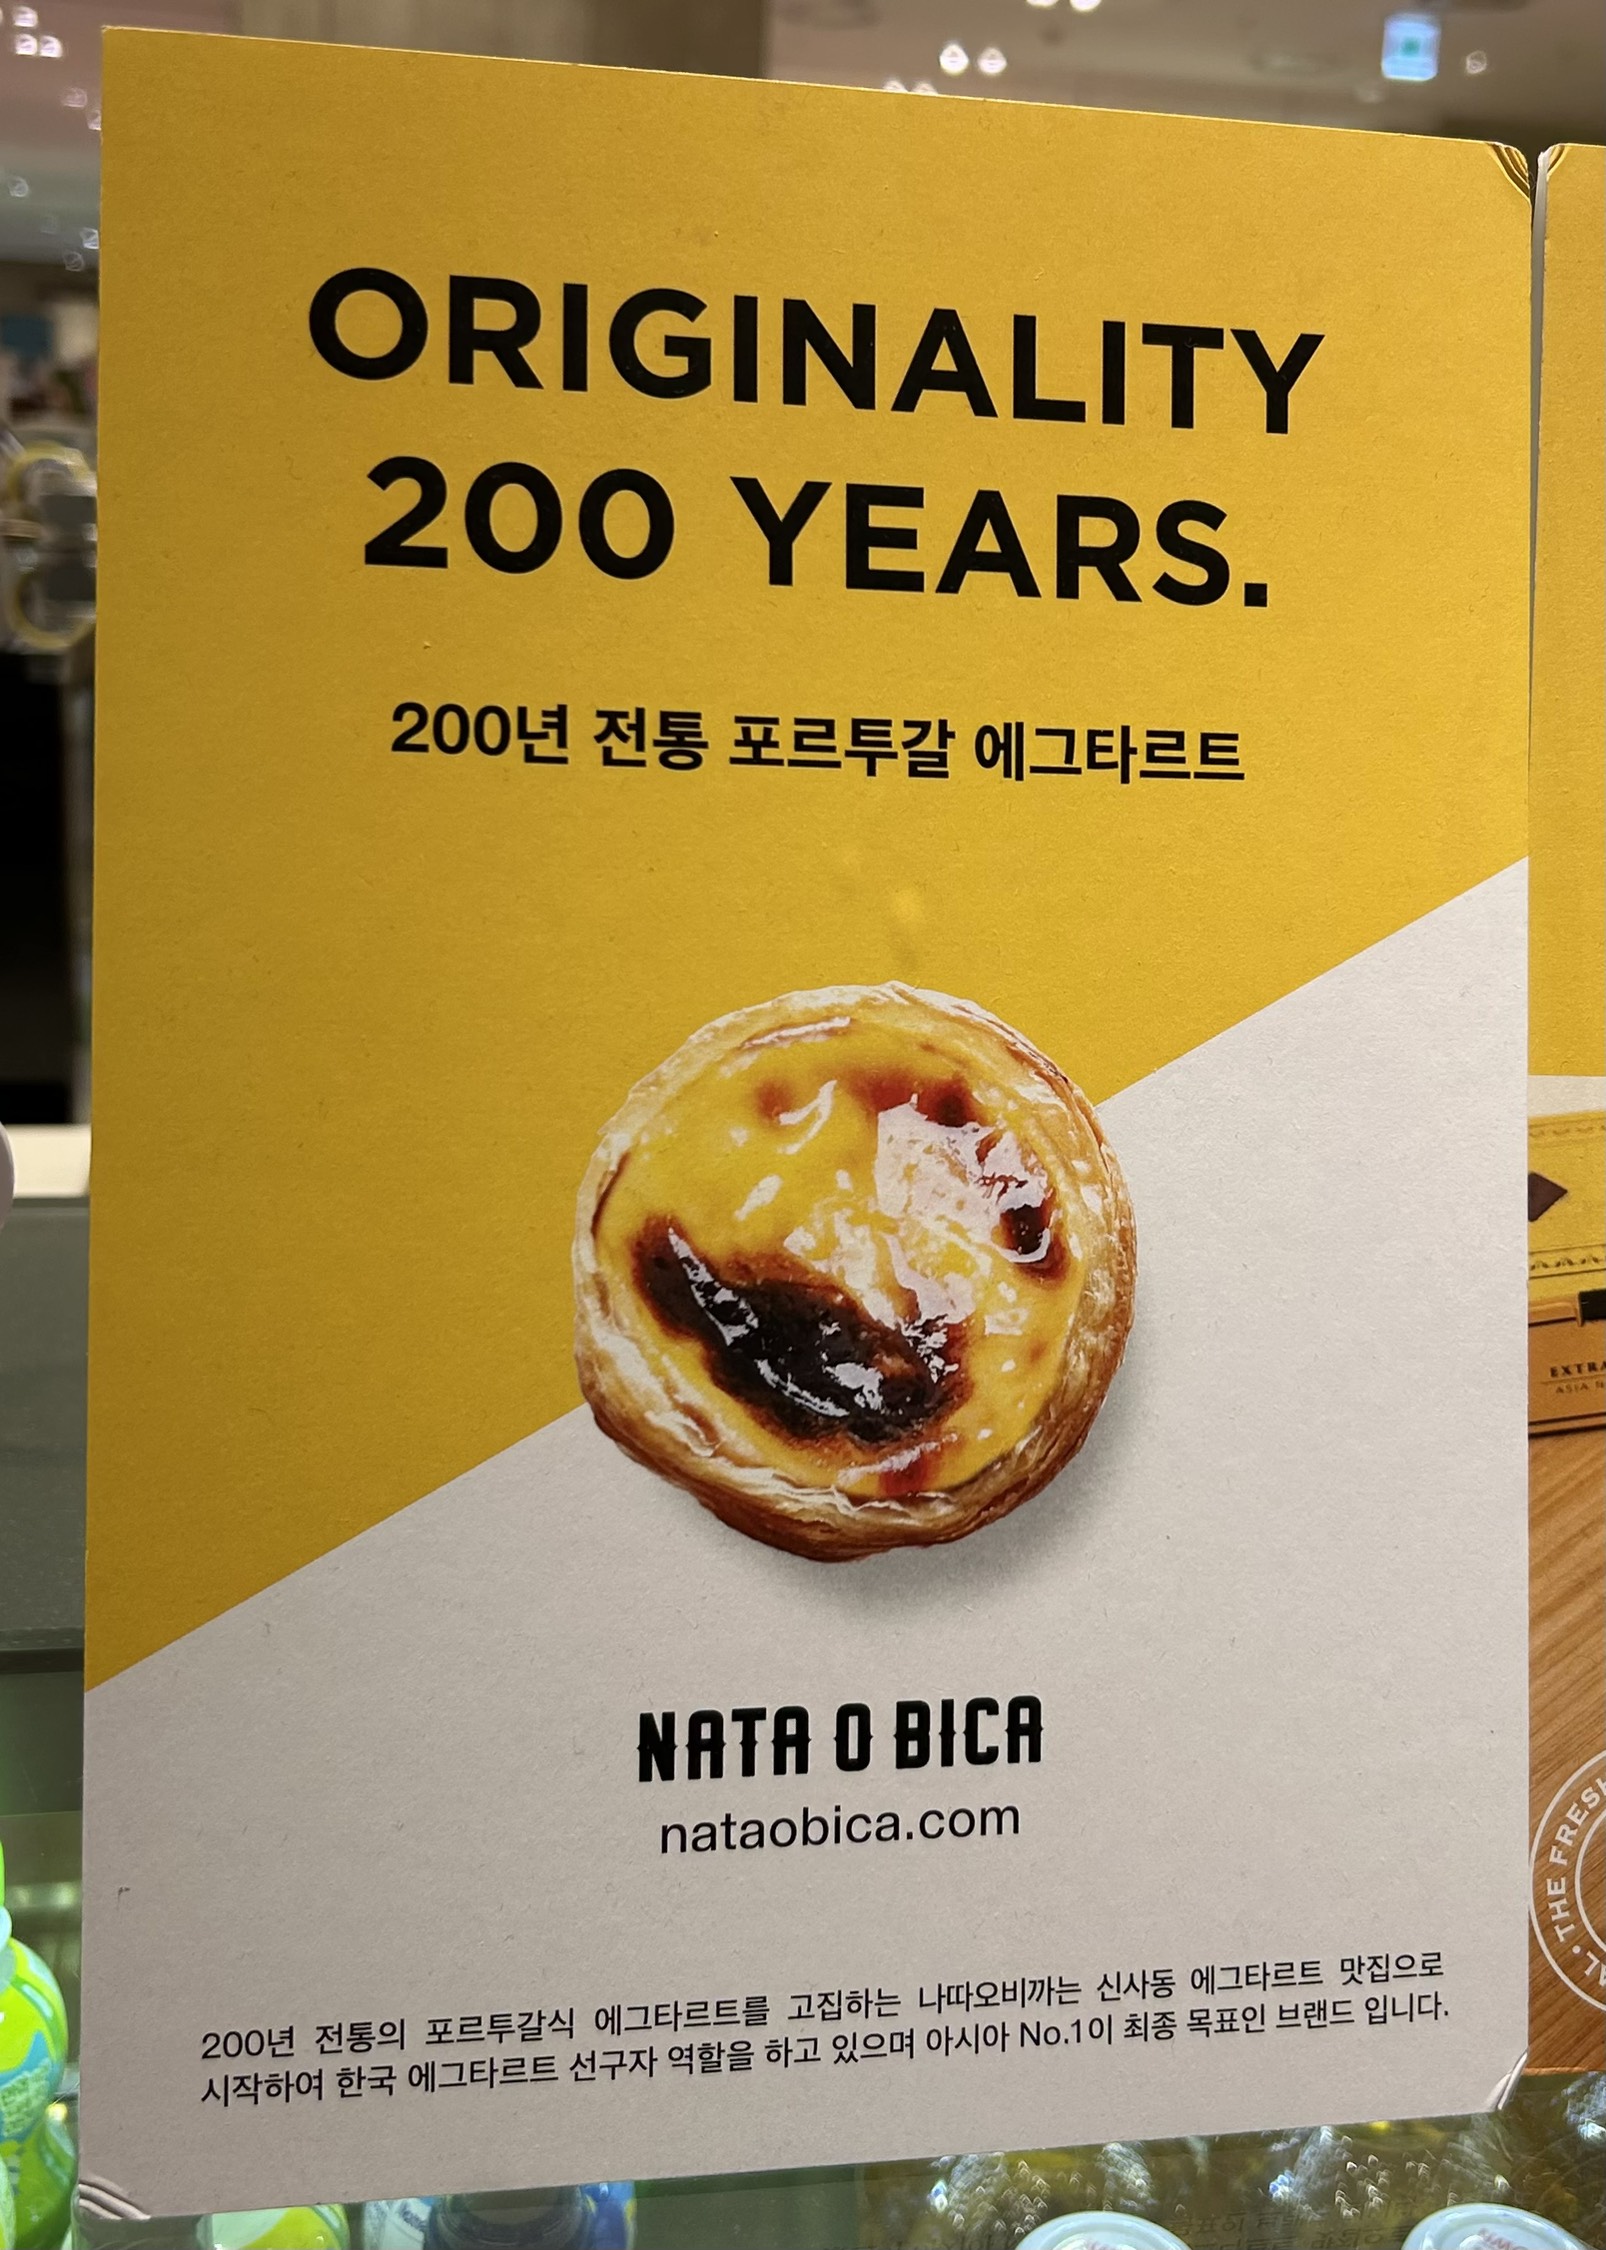 ORIGINALITY
200 YEARS.
200년 전통 포르투갈 에그타르트
NATA O BICA
nataobica.com
200년 전통의 포르투갈식 에그타르트를 고집하는 나따오비까는 신사동 에그타르트 맛집으로
시작하여 한국 에그타르트 선구자 역할을 하고 있으며 아시아 No.1이 최종 목표인 브랜드 입니다.
EXTRA
ASIA
THE FRESH